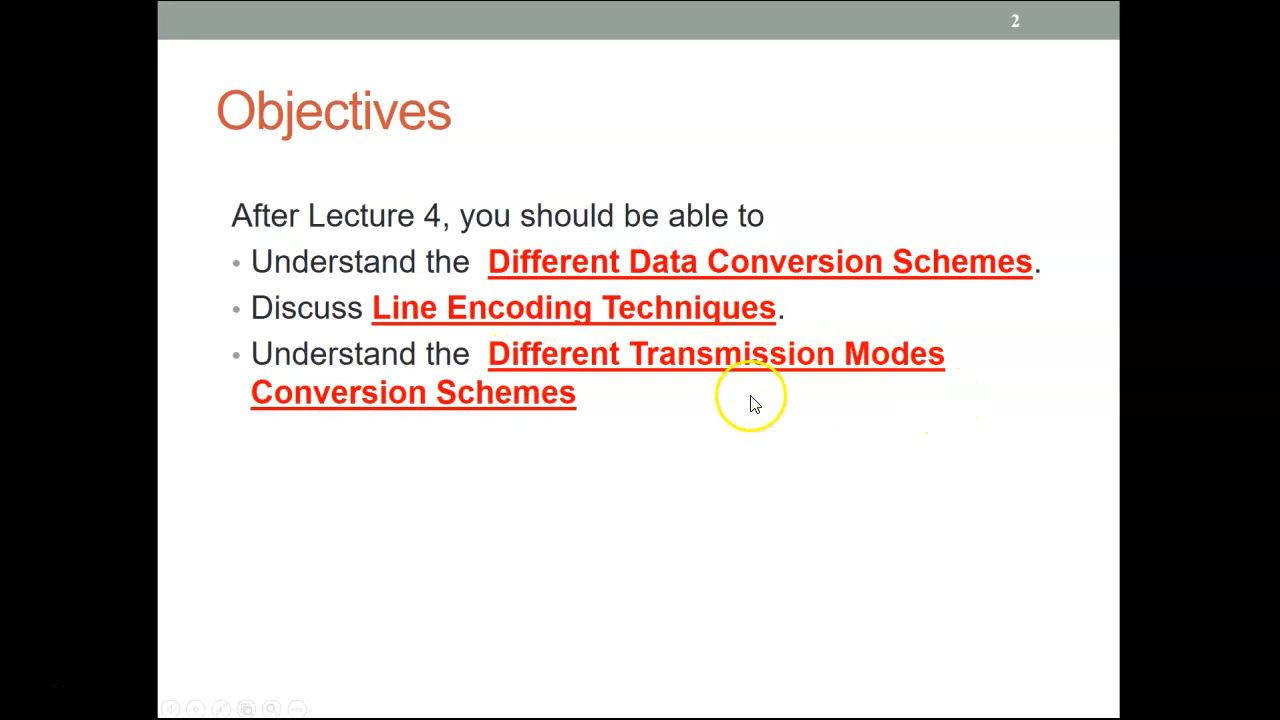 2
Objectives
After Lecture 4, you should be able to
• Understand the Different Data Conversion Schemes.
• Discuss Line Encoding Techniques.
• Understand the Different Transmission Modes
Conversion Schemes